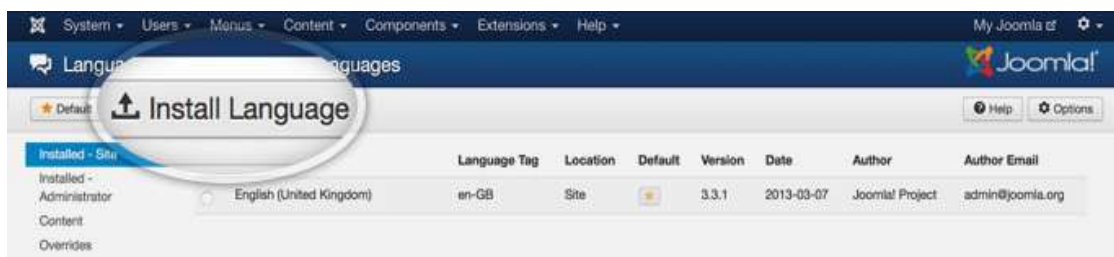 System Users Menus Content Components Extensions Help My Joomla
Langua guages Joomla!
Default Install Language Help Options
Installed - Site Language Tag Location Default Version Date Author Author Email
Installed -
Administrator English (United Kingdom) en-GB Site 3.3.1 2013-03-07 Joomla! Project admin@joomla.org
Content
Overrides